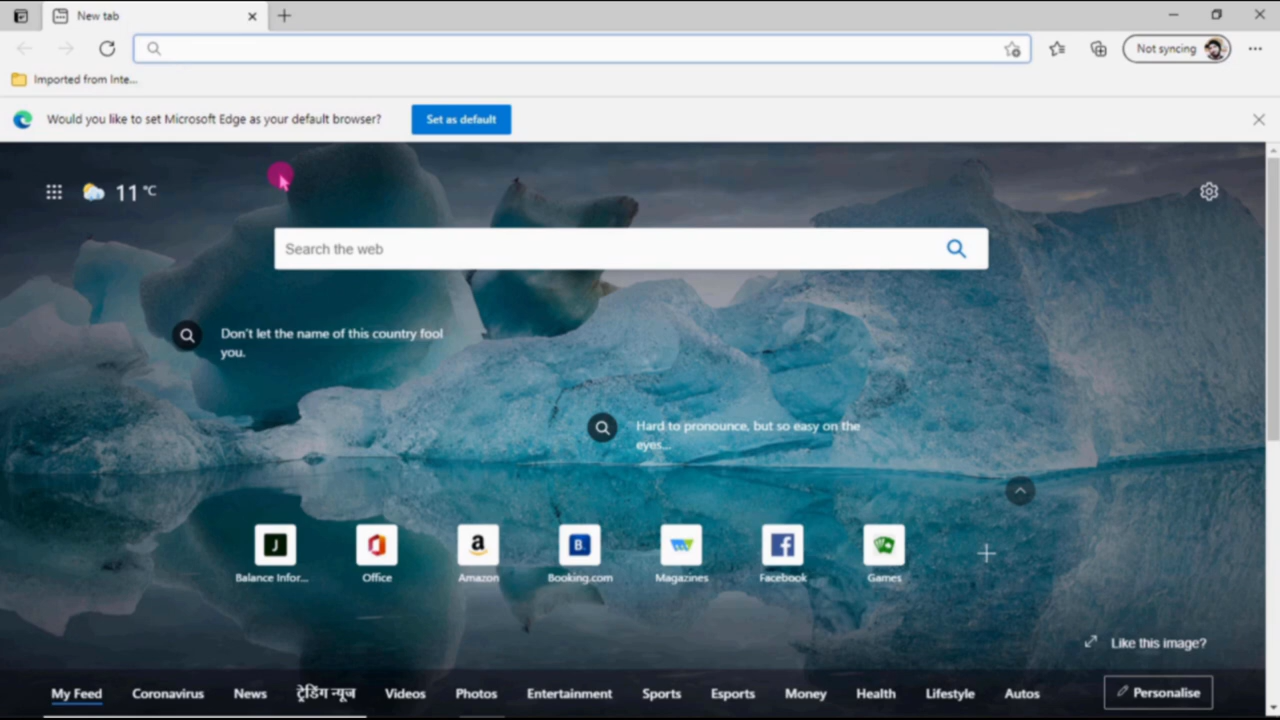 New tab
Not syncing
Imported from Inte...
Would you like to set Microsoft Edge as your default browser?
Set as default
11 °C
Search the web
Don't let the name of this country fool
you.
Hard to pronounce, but so easy on the
eyes...
Balance Infor...
Office
Amazon
B.
Booking.com
Magazines
Facebook
Games
Like this image?
My Feed
Coronavirus
News
ट्रेंडिंग न्यूज
Videos
Photos
Entertainment
Sports
Esports
Money
Health
Lifestyle
Autos
Personalise